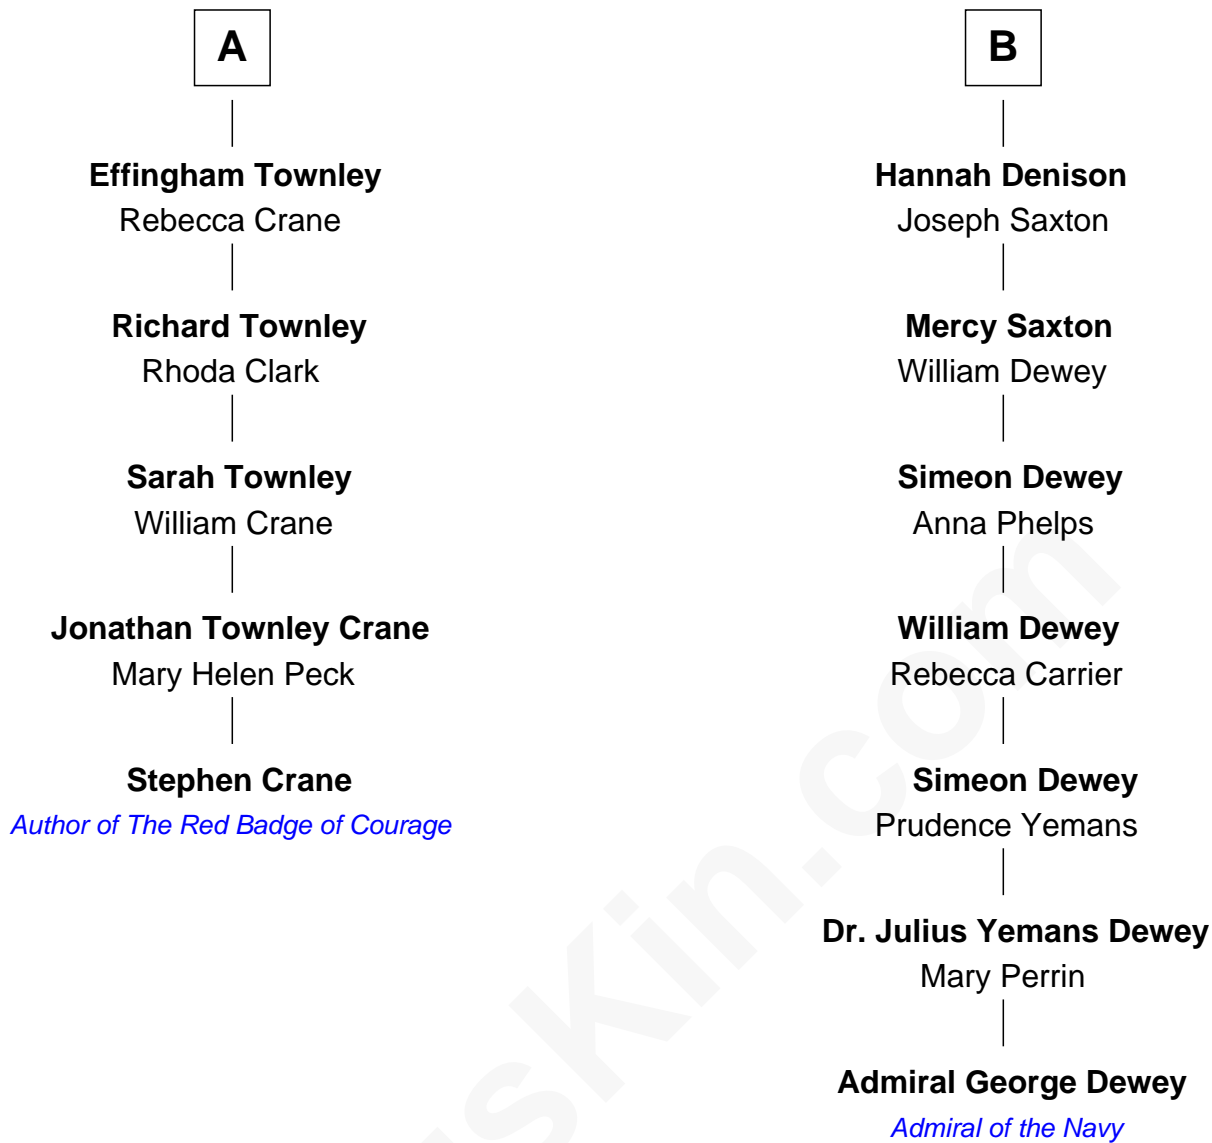 A
Effingham Townley
Rebecca Crane
Richard Townley
Rhoda Clark
Sarah Townley
William Crane
Jonathan Townley Crane
Mary Helen Peck
Stephen Crane
Author of The Red Badge of Courage
B
Hannah Denison
Joseph Saxton
Mercy Saxton
William Dewey
Simeon Dewey
Anna Phelps
William Dewey
Rebecca Carrier
Simeon Dewey
Prudence Yemans
Dr. Julius Yemans Dewey
Mary Perrin
Admiral George Dewey
Admiral of the Navy
sKin.com